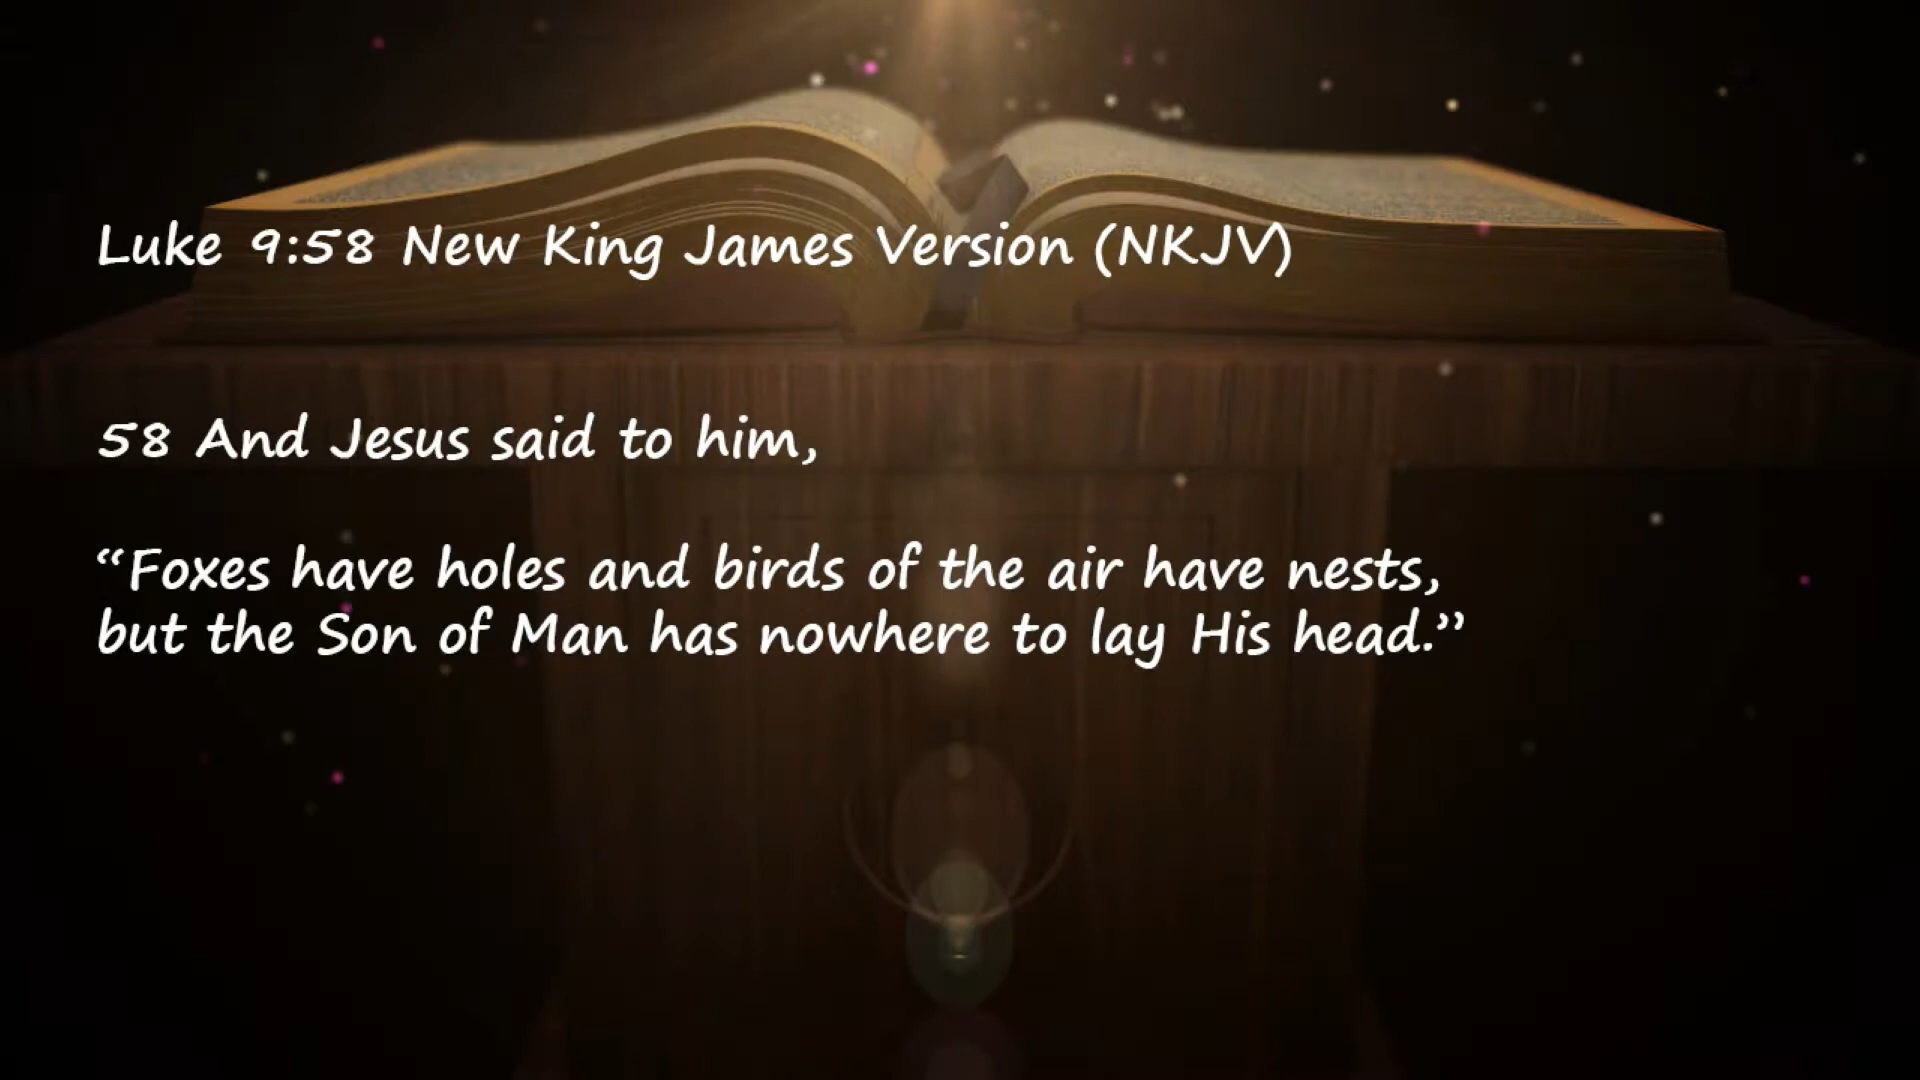 Luke 9:58 New King James Version (NKJV)
58 And Jesus said to him,
“Foxes have holes and birds of the air have nests,
but the Son of Man has nowhere to lay His head.”